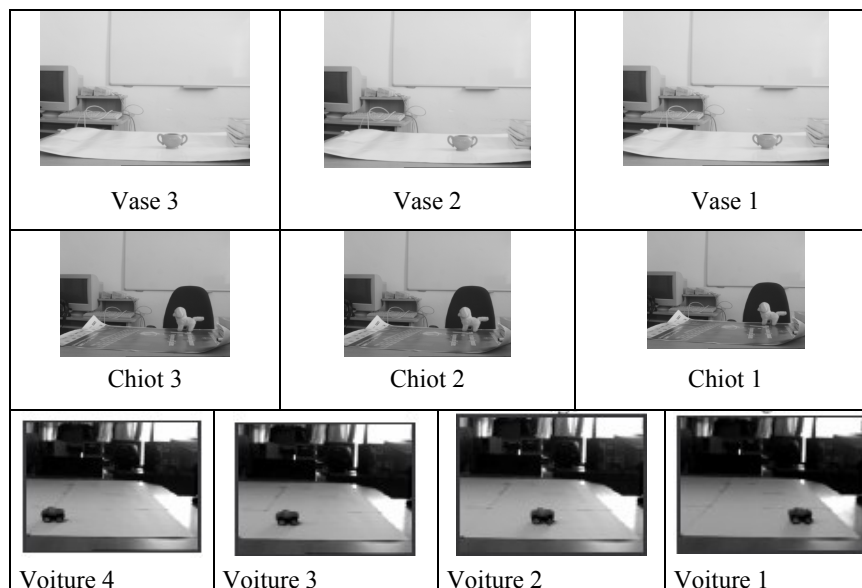 Vase 3
Vase 2
Vase 1
Chiot 3
Chiot 2
Chiot 1
Voiture 4
Voiture 3
Voiture 2
Voiture 1